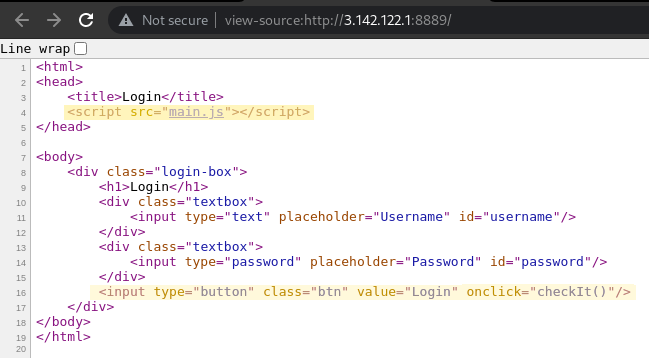 Not secure | view-source:http://3.142.122.1:8889/
Line wrap
1 <html>
2 <head>
3 <title>Login</title>
4 <script src="main.js"></script>
5 </head>
6
7 <body>
8 <div class="login-box">
9 <h1>Login</h1>
10 <div class="textbox">
11 <input type="text" placeholder="Username" id="username"/>
12 </div>
13 <div class="textbox">
14 <input type="password" placeholder="Password" id="password"/>
15 </div>
16 <input type="button" class="btn" value="Login" onclick="checkIt()"/>
17 </div>
18 </body>
19 </html>
20